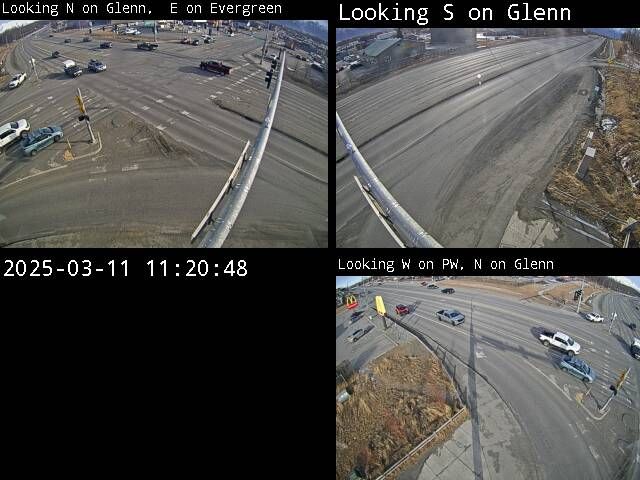 Looking N on Glenn,  E on Evergreen
Looking S on Glenn
2025-03-11 11:20:48
Looking W on PW, N on Glenn